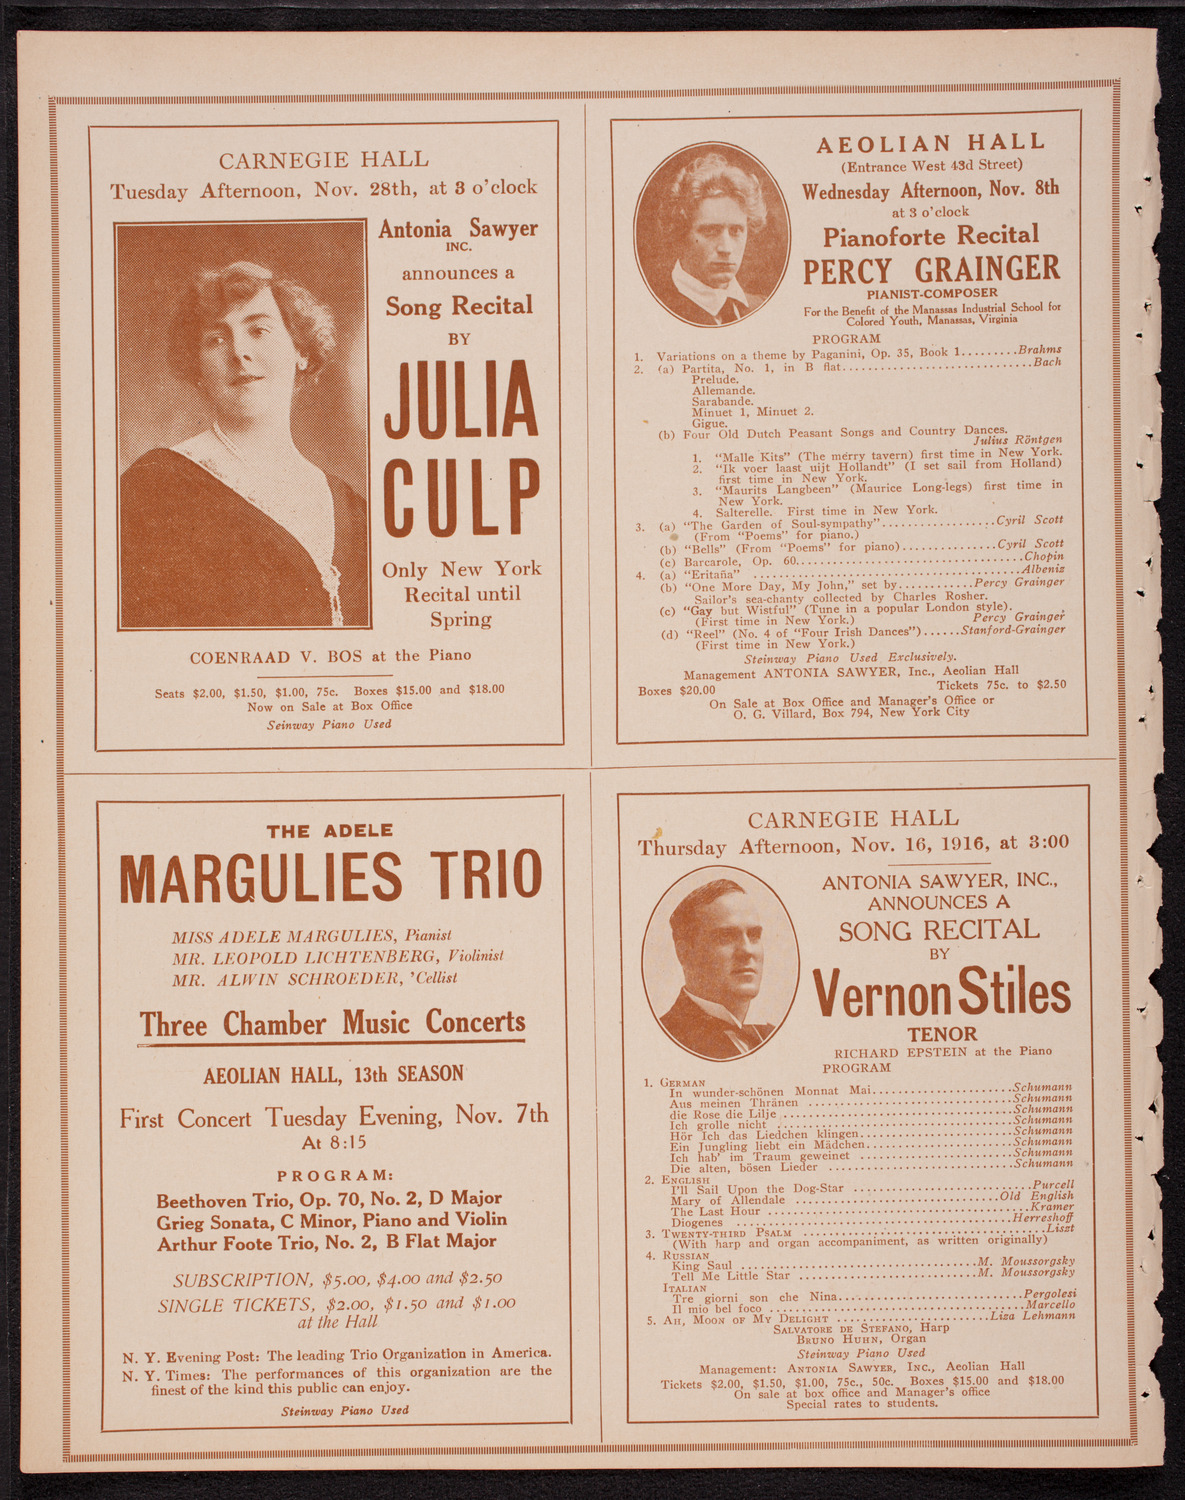 CARNEGIE HALL
Tuesday Afternoon, Nov. 28th, at 3 o'clock
Antonia Sawyer
INC.
announces a
Song Recital
BY
JULIA
CULP
Only New York
Recital until
Spring
COENRAAD V. BOS at the Piano
Seats $2.00, $1.50, $1.00, 75c. Boxes $15.00 and $18.00
Now on Sale at Box Office
Seinway Piano Used
AEOLIAN HALL
(Entrance West 43d Street)
Wednesday Afternoon, Nov. 8th
at 3 o'clock
Pianoforte Recital
PERCY GRAINGER
PIANIST-COMPOSER
For the Benefit of the Manassas Industrial School for
Colored Youth, Manassas, Virginia
PROGRAM
1. Variations on a theme by Paganini, Op. 35, Book 1.........Brahms
2. (a) Partita, No. 1, in B flat..............................Bach
Prelude.
Allemande.
Sarabande.
Minuet 1, Minuet 2.
Gigue.
(b) Four Old Dutch Peasant Songs and Country Dances.
Julius Röntgen
1. "Malle Kits" (The merry tavern) first time in New York.
2. "Ik voer laast uijt Hollandt" (I set sail from Holland)
first time in New York.
3. "Maurits Langbeen" (Maurice Long-legs) first time in
New York.
4. Salterelle. First time in New York.
3. (a) "The Garden of Soul-sympathy"..................Cyril Scott
(From "Poems" for piano.)
(b) "Bells" (From "Poems" for piano)...............Cyril Scott
(c) Barcarole, Op. 60....................................Chopin
4. (a) "Eritaña" ..........................................Albeniz
(b) "One More Day, My John," set by............Percy Grainger
Sailor's sea-chanty collected by Charles Rosher.
(c) "Gay but Wistful" (Tune in a popular London style).
(First time in New York.) Percy Grainger
(d) "Reel" (No. 4 of "Four Irish Dances")......Stanford-Grainger
(First time in New York.)
Steinway Piano Used Exclusively.
Management ANTONIA SAWYER, Inc., Aeolian Hall
Boxes $20.00 Tickets 75c. to $2.50
On Sale at Box Office and Manager's Office or
O. G. Villard, Box 794, New York City
THE ADELE
MARGULIES TRIO
MISS ADELE MARGULIES, Pianist
MR. LEOPOLD LICHTENBERG, Violinist
MR. ALWIN SCHROEDER, 'Cellist
Three Chamber Music Concerts
AEOLIAN HALL, 13th SEASON
First Concert Tuesday Evening, Nov. 7th
At 8:15
PROGRAM:
Beethoven Trio, Op. 70, No. 2, D Major
Grieg Sonata, C Minor, Piano and Violin
Arthur Foote Trio, No. 2, B Flat Major
SUBSCRIPTION, $5.00, $4.00 and $2.50
SINGLE TICKETS, $2.00, $1.50 and $1.00
at the Hall
N. Y. Evening Post: The leading Trio Organization in America.
N. Y. Times: The performances of this organization are the
finest of the kind this public can enjoy.
Steinway Piano Used
CARNEGIE HALL
Thursday Afternoon, Nov. 16, 1916, at 3:00
ANTONIA SAWYER, INC.,
ANNOUNCES A
SONG RECITAL
BY
Vernon Stiles
TENOR
RICHARD EPSTEIN at the Piano
PROGRAM
1. GERMAN
In wunder-schönen Monnat Mai......................Schumann
Aus meinen Thränen ................................Schumann
die Rose die Lilje ....................................Schumann
Ich grolle nicht .....................................Schumann
Hör Ich das Liedchen klingen........................Schumann
Ein Jungling liebt ein Mädchen.......................Schumann
Ich hab' im Traum geweinet ........................Schumann
Die alten, bösen Lieder .............................Schumann
2. ENGLISH
I'll Sail Upon the Dog-Star ............................Purcell
Mary of Allendale .................................Old English
The Last Hour .........................................Kramer
Diogenes ...........................................Herreshoff
3. TWENTY-THIRD PSALM ......................................Liszt
(With harp and organ accompaniment, as written originally)
4. RUSSIAN
King Saul .....................................M. Moussorgsky
Tell Me Little Star ............................M. Moussorgsky
ITALIAN
Tre giorni son che Nina.............................Pergolesi
Il mio bel foco ........................................Marcello
5. AH, MOON OF MY DELIGHT ........................Liza Lehmann
SALVATORE DE STEFANO, Harp
BRUNO HUHN, Organ
Steinway Piano Used
Management: ANTONIA SAWYER, INC., Aeolian Hall
Tickets $2.00, $1.50, $1.00, 75c., 50c. Boxes $15.00 and $18.00
On sale at box office and Manager's office
Special rates to students.